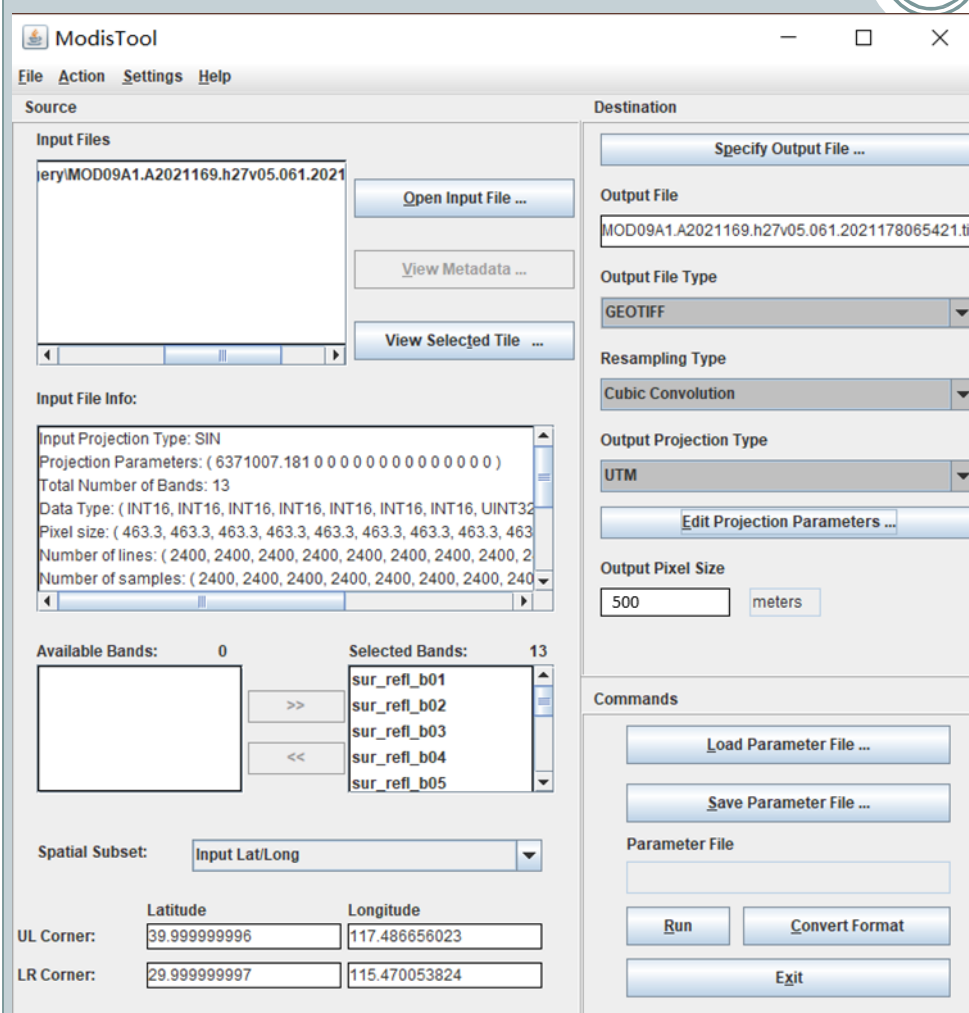 ModisTool
File Action Settings Help
Source
Input Files
jery\MOD09A1.A2021169.h27v05.061.2021
Open Input File ...
View Metadata ...
View Selected Tile ...
Input File Info:
Input Projection Type: SIN
Projection Parameters: ( 6371007.181 0 0 0 0 0 0 0 0 0 0 0 0 0 0 )
Total Number of Bands: 13
Data Type: ( INT16, INT16, INT16, INT16, INT16, INT16, INT16, UINT32
Pixel size: ( 463.3, 463.3, 463.3, 463.3, 463.3, 463.3, 463.3, 463.3, 463
Number of lines: ( 2400, 2400, 2400, 2400, 2400, 2400, 2400, 2400, 2
Number of samples: ( 2400, 2400, 2400, 2400, 2400, 2400, 2400, 240
Available Bands: 0
Selected Bands: 13
>>
<<
sur_refl_b01
sur_refl_b02
sur_refl_b03
sur_refl_b04
sur_refl_b05
Spatial Subset: Input Lat/Long
Latitude Longitude
UL Corner: 39.999999996 117.486656023
LR Corner: 29.999999997 115.470053824
Destination
Specify Output File ...
Output File
MOD09A1.A2021169.h27v05.061.2021178065421.ti
Output File Type
GEOTIFF
Resampling Type
Cubic Convolution
Output Projection Type
UTM
Edit Projection Parameters ...
Output Pixel Size
500 meters
Commands
Load Parameter File ...
Save Parameter File ...
Parameter File
Run Convert Format
Exit